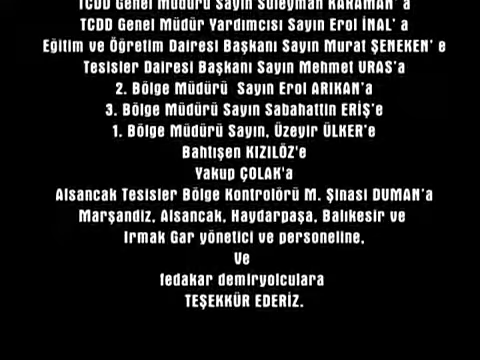 TCDD Genel Müdürü Sayın Süleyman KARAMAN' a
TCDD Genel Müdür Yardımcısı Sayın Erol İNAL' a
Eğitim ve Öğretim Dairesi Başkanı Sayın Murat ŞENEKEN' e
Tesisler Dairesi Başkanı Sayın Mehmet URAS'a
2. Bölge Müdürü Sayın Erol ARIKAN'a
3. Bölge Müdürü Sayın Sabahattin ERİŞ'e
1. Bölge Müdürü Sayın, Üzeyir ÜLKER'e
Bahtışen KIZILÖZ'e
Yakup ÇOLAK'a
Alsancak Tesisler Bölge Kontrolörü M. Şinasi DUMAN'a
Marşandiz, Alsancak, Haydarpaşa, Balıkesir ve
Irmak Gar yönetici ve personeline,
Ve
fedakar demiryolculara
TEŞEKKÜR EDERİZ.